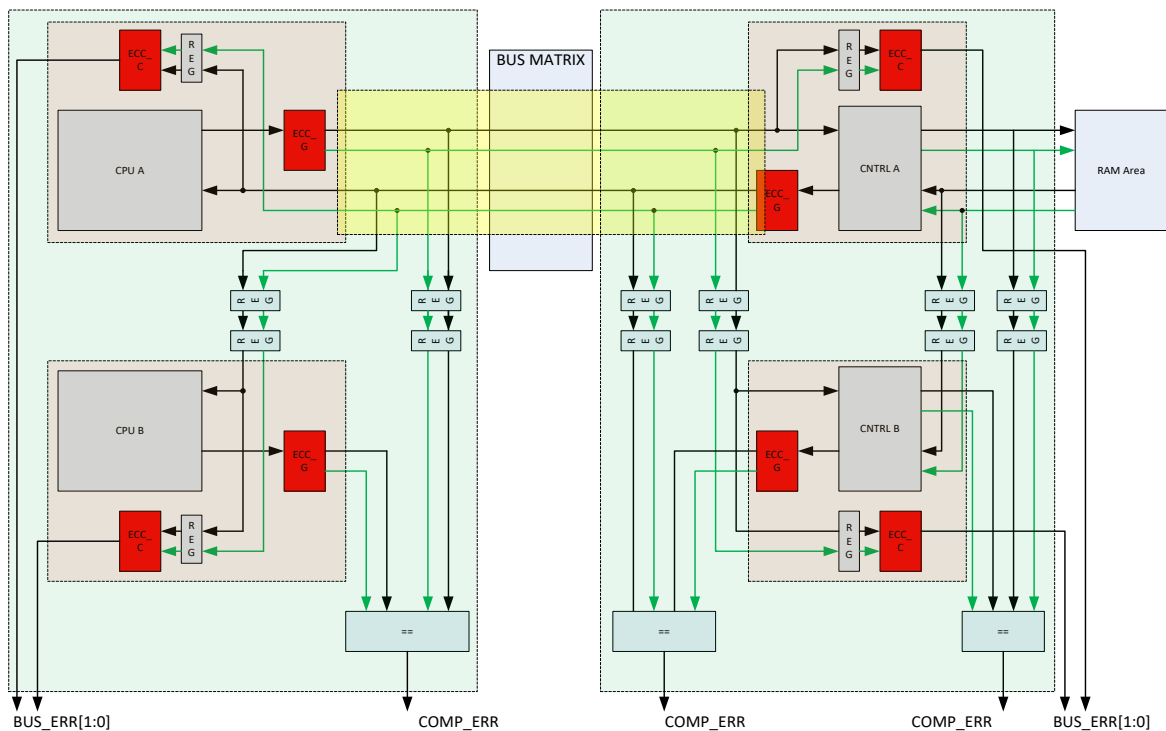 ECC_
C
R
E
G
BUS MATRIX
R
E
G
ECC_
C
CPU A
ECC_
G
CNTRL A
RAM Area
ECC_
G
R E G
R E G
R E G
R E G
R E G
R E G
R E G
R E G
R E G
R E G
R E G
R E G
CPU B
ECC_
G
ECC_
G
CNTRL B
ECC_
C
R
E
G
R
E
G
ECC_
C
==
==
==
BUS_ERR[1:0]
COMP_ERR
COMP_ERR
COMP_ERR
BUS_ERR[1:0]